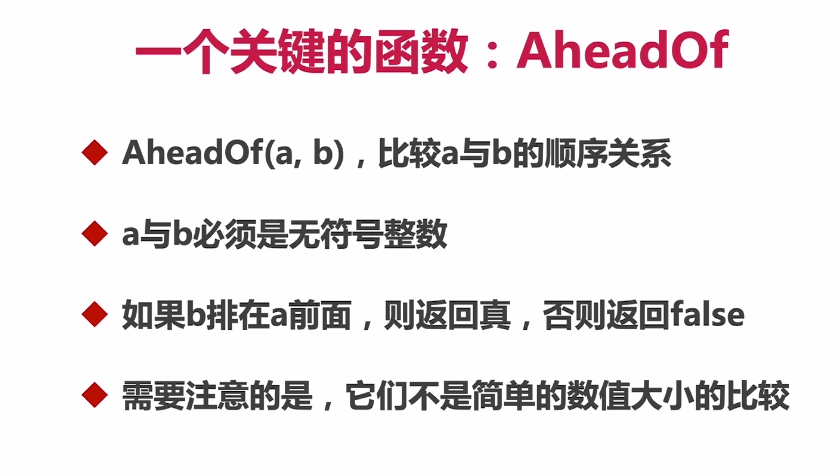 一个关键的函数：AheadOf
AheadOf(a, b)，比较a与b的顺序关系
a与b必须是无符号整数
如果b排在a前面，则返回真，否则返回false
需要注意的是，它们不是简单的数值大小的比较